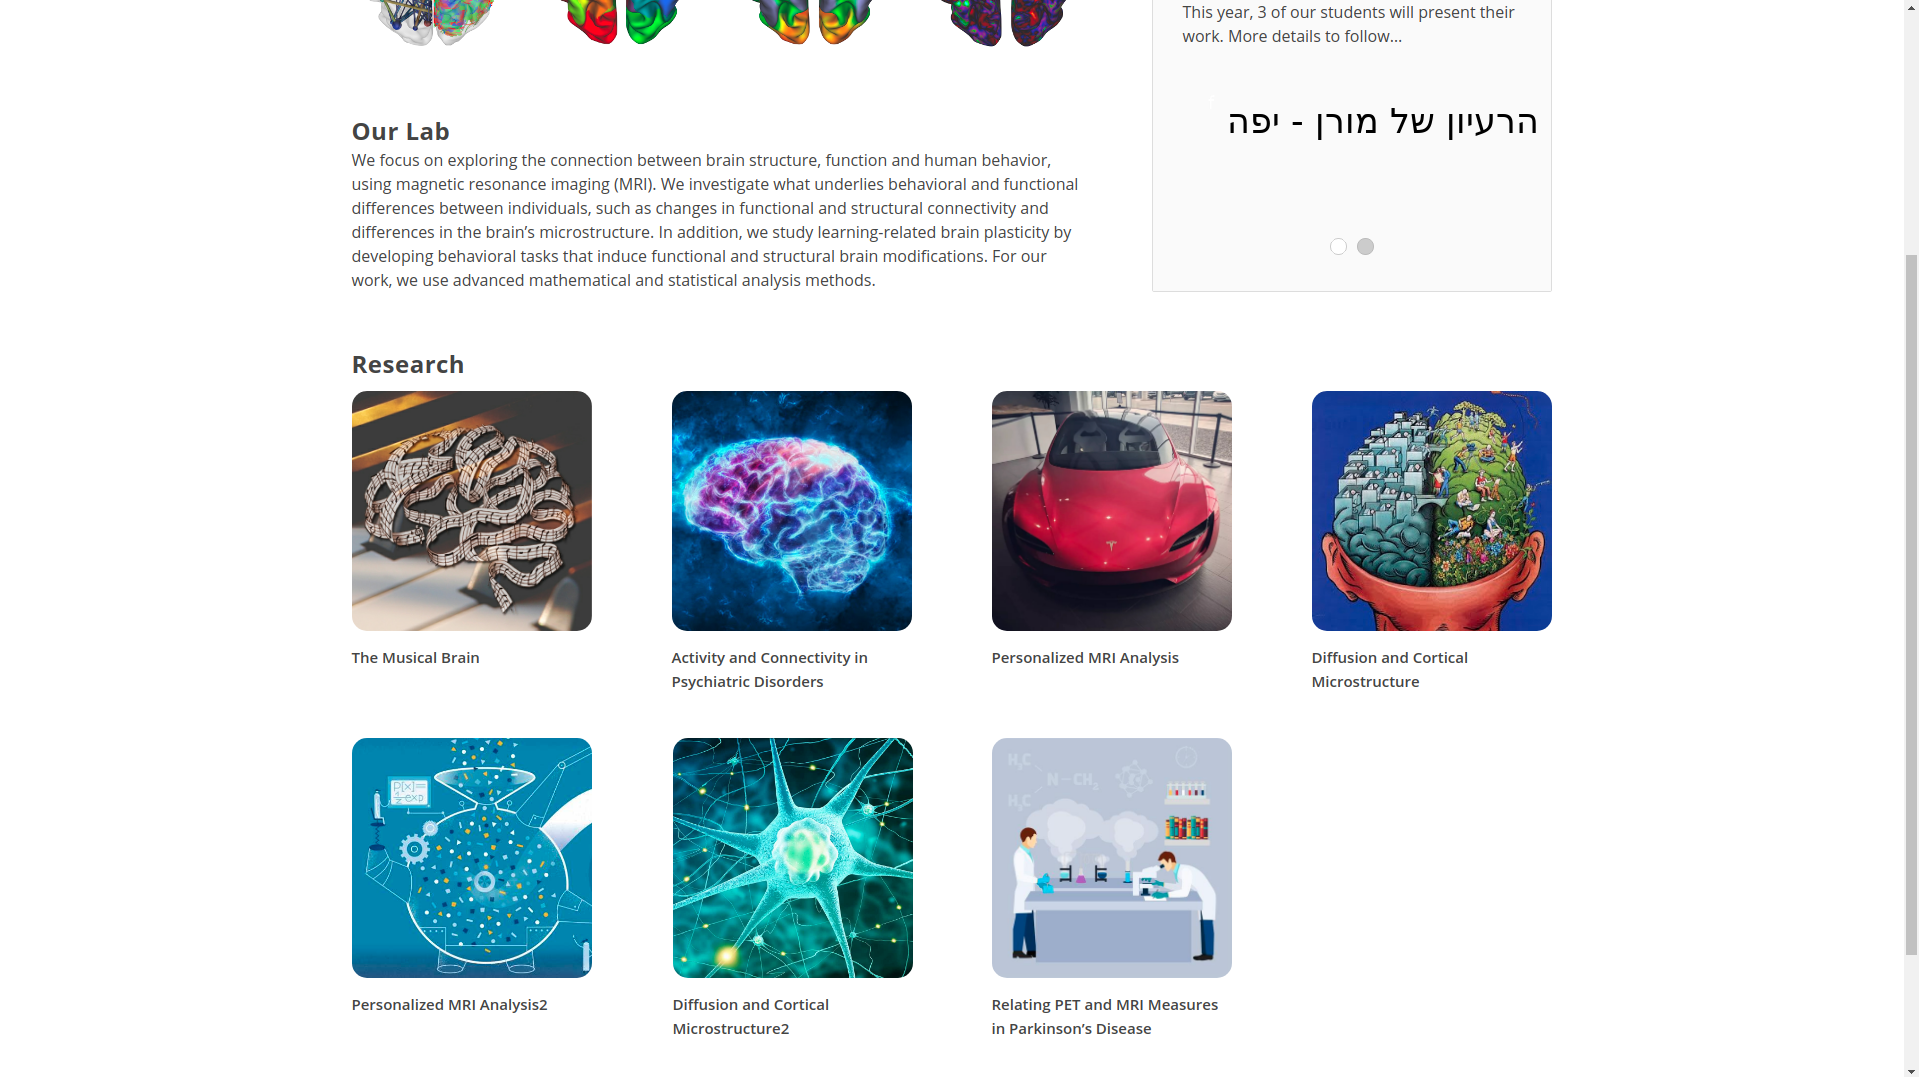 This year, 3 of our students will present their
work. More details to follow...
הרעיון של מורן - יפה
Our Lab
We focus on exploring the connection between brain structure, function and human behavior,
using magnetic resonance imaging (MRI). We investigate what underlies behavioral and functional
differences between individuals, such as changes in functional and structural connectivity and
differences in the brain’s microstructure. In addition, we study learning-related brain plasticity by
developing behavioral tasks that induce functional and structural brain modifications. For our
work, we use advanced mathematical and statistical analysis methods.
Research
The Musical Brain
Activity and Connectivity in
Psychiatric Disorders
Personalized MRI Analysis
Diffusion and Cortical
Microstructure
P[x]=
1/z exp
H₃C
N-CH₂
H₃C
Personalized MRI Analysis2
Diffusion and Cortical
Microstructure2
Relating PET and MRI Measures
in Parkinson’s Disease